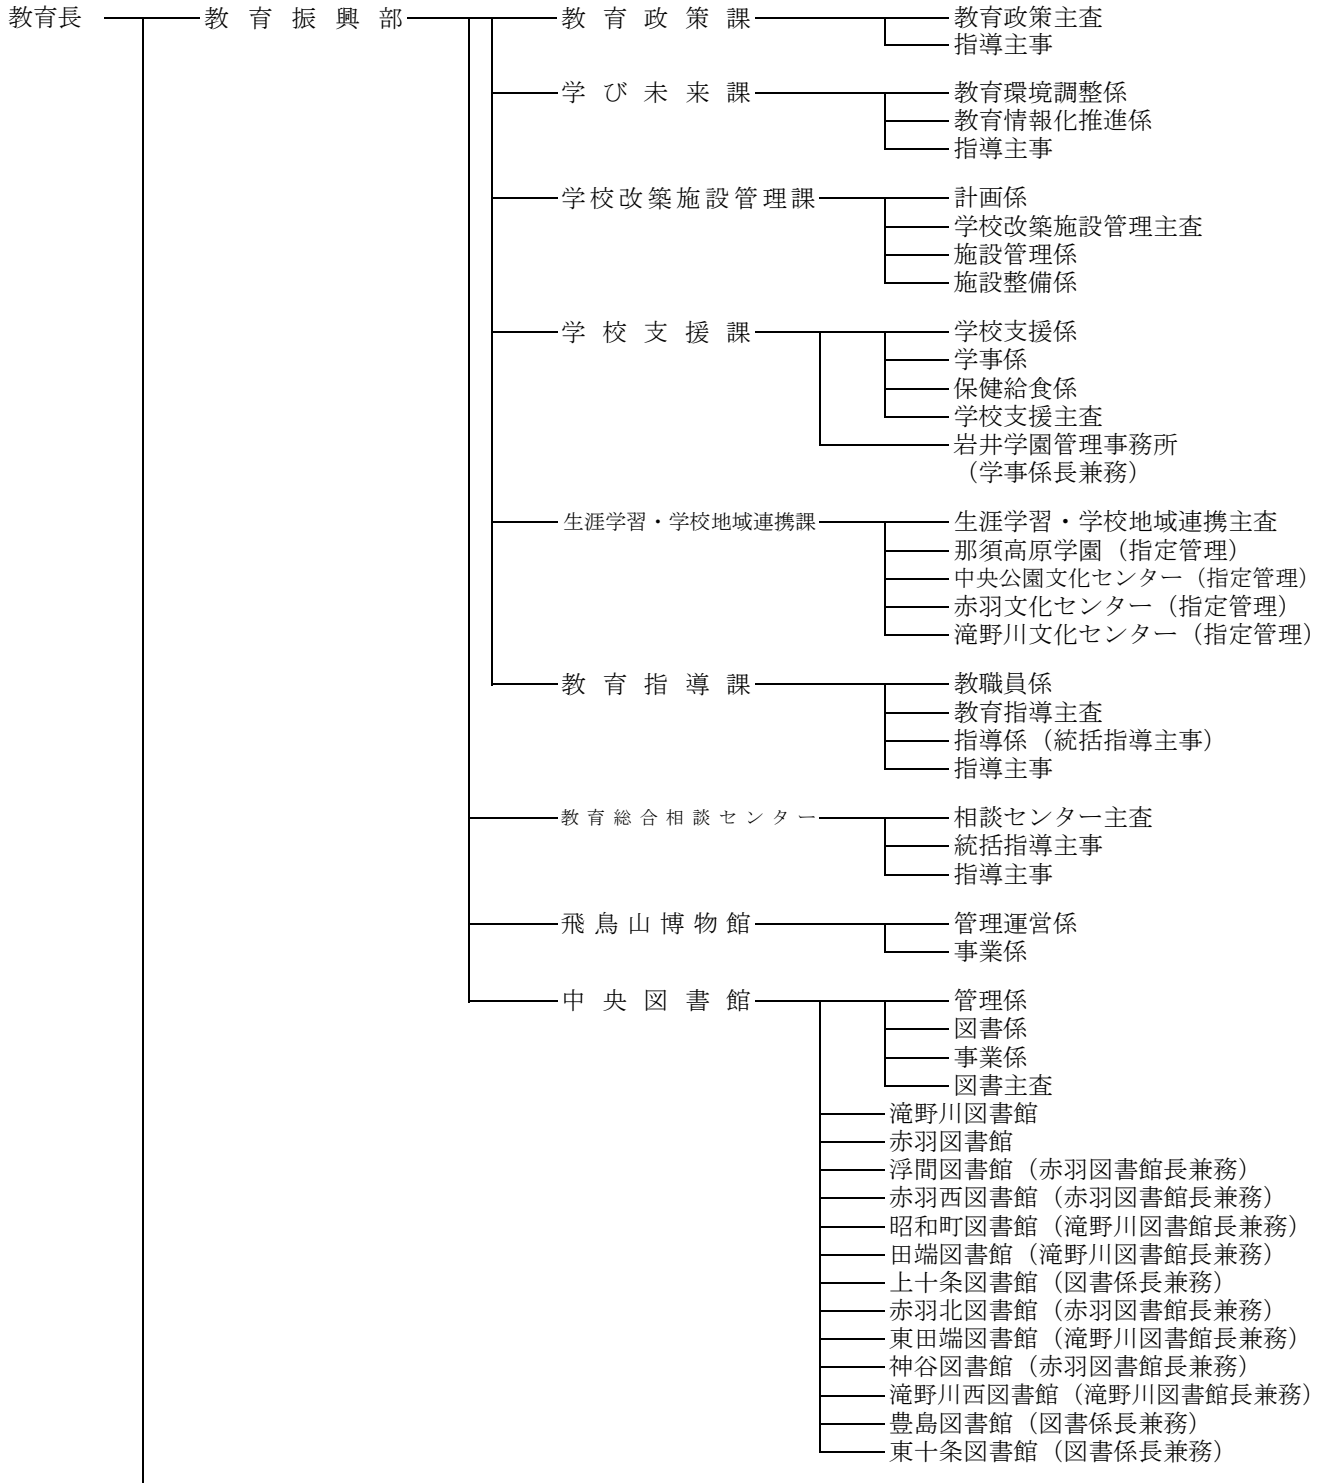 教育長 教育振興部 教育政策課 教育政策主査
指導主事
学び未来課 教育環境調整係
教育情報化推進係
指導主事
学校改築施設管理課 計画係
学校改築施設管理主査
施設管理係
施設整備係
学校支援課 学校支援係
学事係
保健給食係
学校支援主査
岩井学園管理事務所
（学事係長兼務）
生涯学習・学校地域連携課 生涯学習・学校地域連携主査
那須高原学園（指定管理）
中央公園文化センター（指定管理）
赤羽文化センター（指定管理）
滝野川文化センター（指定管理）
教育指導課 教職員係
教育指導主査
指導係（統括指導主事）
指導主事
教育総合相談センター 相談センター主査
統括指導主事
指導主事
飛鳥山博物館 管理運営係
事業係
中央図書館 管理係
図書係
事業係
図書主査
滝野川図書館
赤羽図書館
浮間図書館（赤羽図書館長兼務）
赤羽西図書館（赤羽図書館長兼務）
昭和町図書館（滝野川図書館長兼務）
田端図書館（滝野川図書館長兼務）
上十条図書館（図書係長兼務）
赤羽北図書館（赤羽図書館長兼務）
東田端図書館（滝野川図書館長兼務）
神谷図書館（赤羽図書館長兼務）
滝野川西図書館（滝野川図書館長兼務）
豊島図書館（図書係長兼務）
東十条図書館（図書係長兼務）